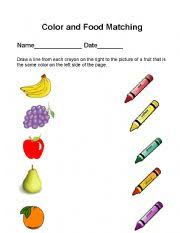 Color and Food Matching
Name______________ Date_______
Draw a line from each crayon on the right to the picture of a fruit that is
the same color on the left side of the page.